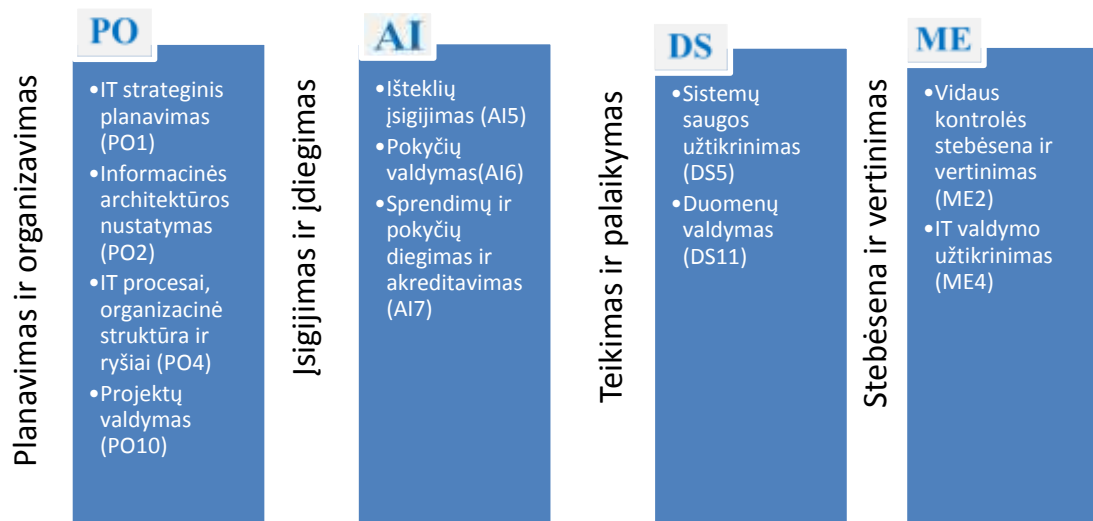 Planavimas ir organizavimas
PO
•IT strateginis
planavimas
(PO1)
•Informacinės
architektūros
nustatymas
(PO2)
•IT procesai,
organizacinė
struktūra ir
ryšiai (PO4)
•Projektų
valdymas
(PO10)
Įsigijimas ir įdiegimas
AI
•Išteklių
įsigijimas (AI5)
•Pokyčių
valdymas(AI6)
•Sprendimų ir
pokyčių
diegimas ir
akreditavimas
(AI7)
Teikimas ir palaikymas
DS
•Sistemų
saugos
užtikrinimas
(DS5)
•Duomenų
valdymas
(DS11)
Stebėsena ir vertinimas
ME
•Vidaus
kontrolės
stebėsena ir
vertinimas
(ME2)
•IT valdymo
užtikrinimas
(ME4)